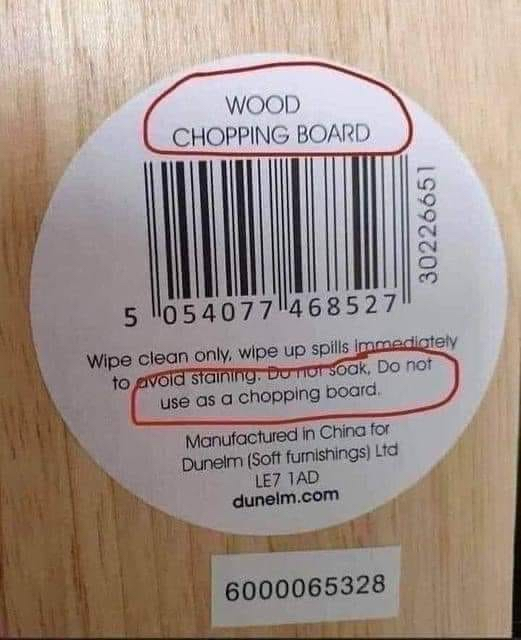 WOOD
CHOPPING BOARD
30226651
5 054077 468527
Wipe clean only, wipe up spills immediately
to avoid staining. Do not soak, Do not
use as a chopping board.
Manufactured in China for
Dunelm (Soft furnishings) Ltd
LE7 1AD
dunelm.com
6000065328